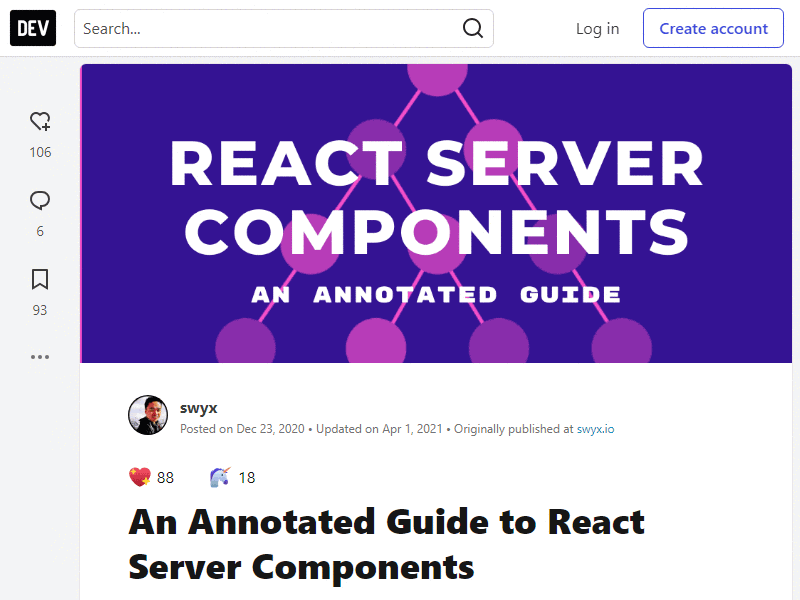 DEV
Search...
Log in
Create account
106
6
93
REACT SERVER
COMPONENTS
AN ANNOTATED GUIDE
swyx
Posted on Dec 23, 2020 • Updated on Apr 1, 2021 • Originally published at swyx.io
88
18
An Annotated Guide to React
Server Components